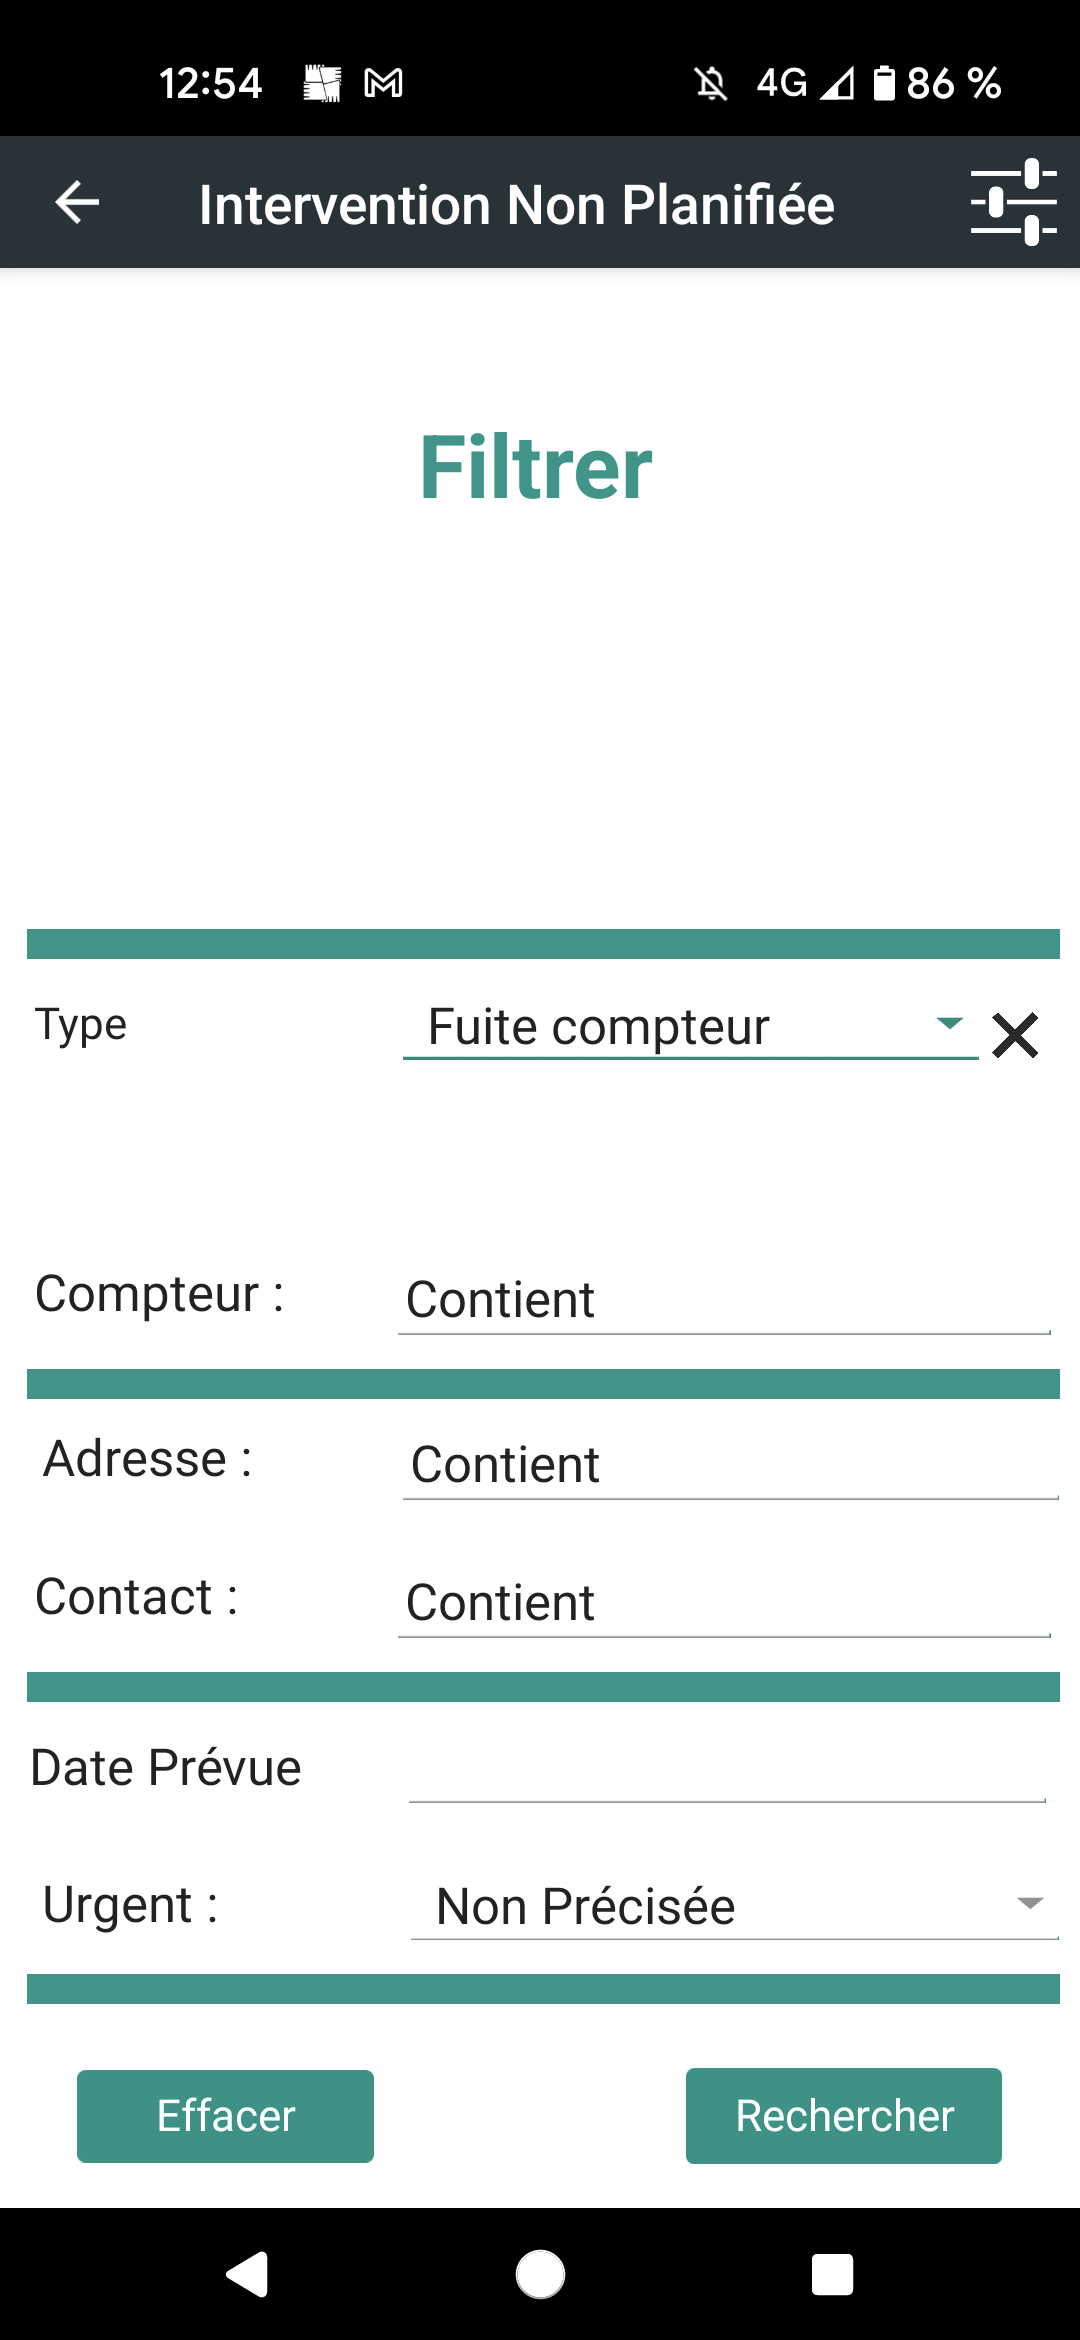 12:54 4G 86 %
Intervention Non Planifiée
Filtrer
Type Fuite compteur
Compteur : Contient
Adresse : Contient
Contact : Contient
Date Prévue
Urgent : Non Précisée
Effacer Rechercher